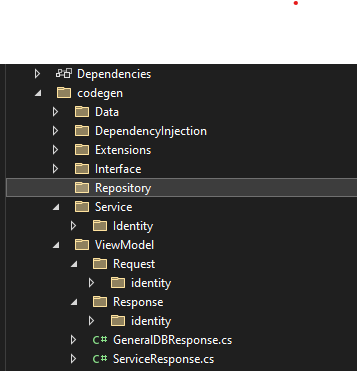 Dependencies
codegen
Data
DependencyInjection
Extensions
Interface
Repository
Service
Identity
ViewModel
Request
identity
Response
identity
C# GeneralDBResponse.cs
C# ServiceResponse.cs